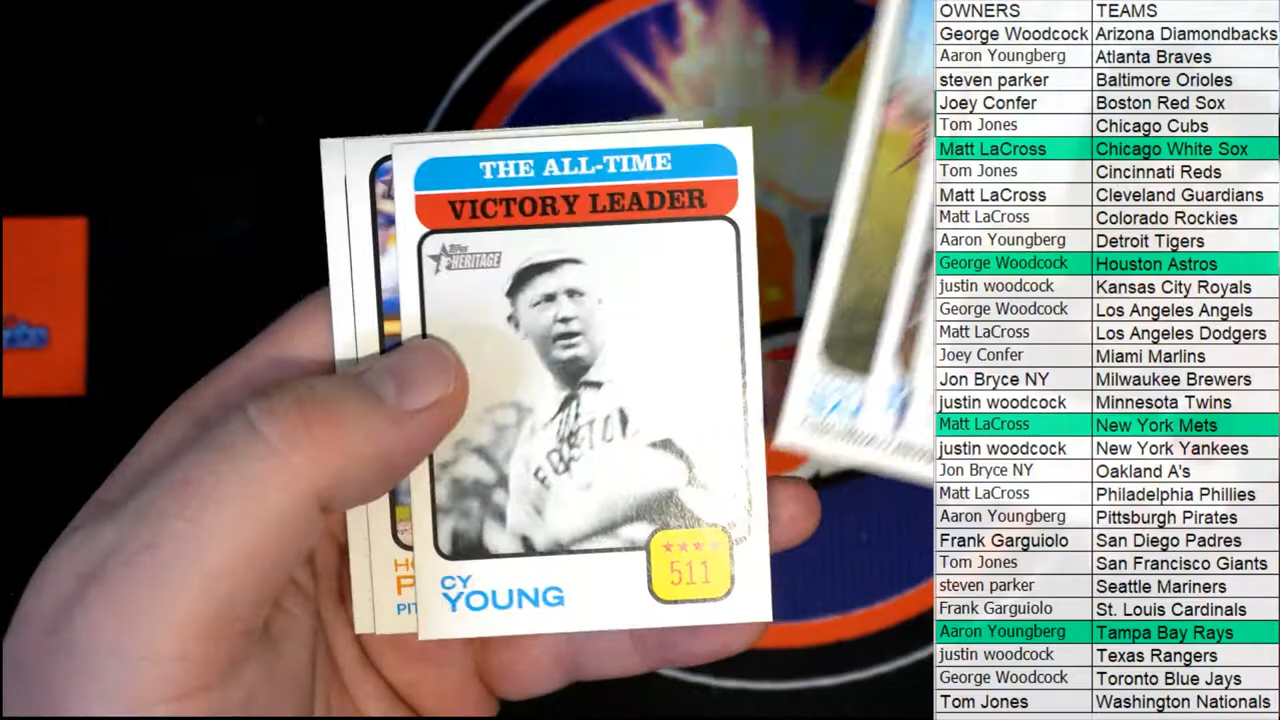 THE ALL-TIME
VICTORY LEADER
Topps
HERITAGE
BOSTON
CY
YOUNG
511
HO
P
PIT
OWNERS TEAMS
George Woodcock Arizona Diamondbacks
Aaron Youngberg Atlanta Braves
steven parker Baltimore Orioles
Joey Confer Boston Red Sox
Tom Jones Chicago Cubs
Matt LaCross Chicago White Sox
Tom Jones Cincinnati Reds
Matt LaCross Cleveland Guardians
Matt LaCross Colorado Rockies
Aaron Youngberg Detroit Tigers
George Woodcock Houston Astros
justin woodcock Kansas City Royals
George Woodcock Los Angeles Angels
Matt LaCross Los Angeles Dodgers
Joey Confer Miami Marlins
Jon Bryce NY Milwaukee Brewers
justin woodcock Minnesota Twins
Matt LaCross New York Mets
justin woodcock New York Yankees
Jon Bryce NY Oakland A's
Matt LaCross Philadelphia Phillies
Aaron Youngberg Pittsburgh Pirates
Frank Garguiolo San Diego Padres
Tom Jones San Francisco Giants
steven parker Seattle Mariners
Frank Garguiolo St. Louis Cardinals
Aaron Youngberg Tampa Bay Rays
justin woodcock Texas Rangers
George Woodcock Toronto Blue Jays
Tom Jones Washington Nationals